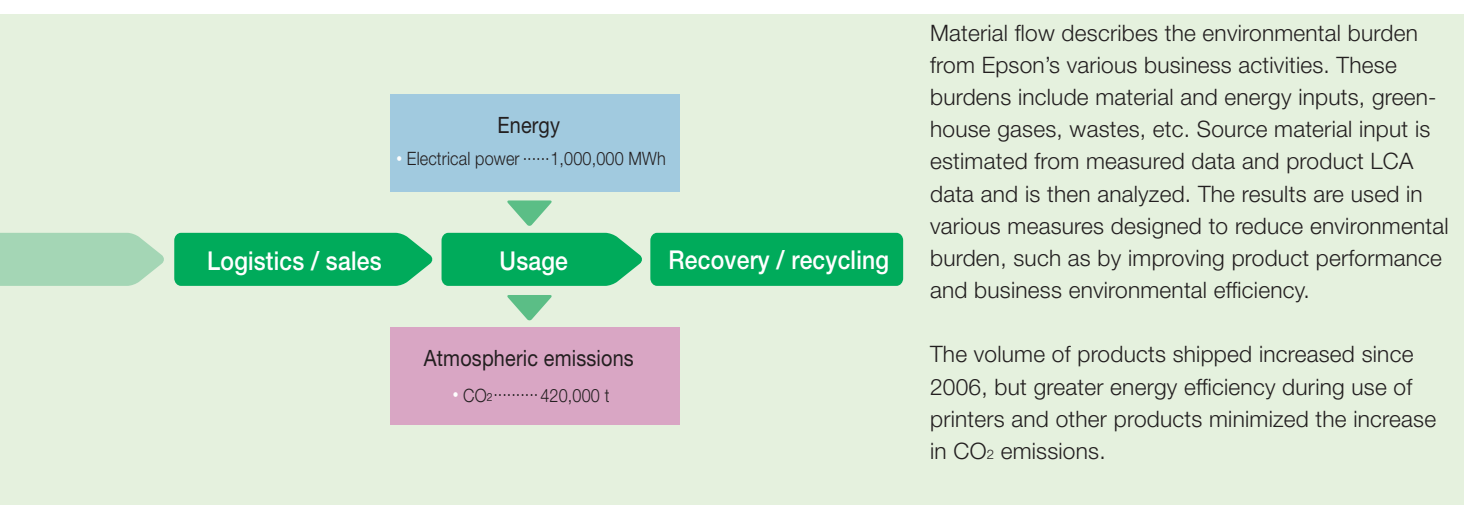 Energy
• Electrical power ······1,000,000 MWh
Logistics / sales
Usage
Recovery / recycling
Atmospheric emissions
• CO₂··········420,000 t
Material flow describes the environmental burden
from Epson’s various business activities. These
burdens include material and energy inputs, green-
house gases, wastes, etc. Source material input is
estimated from measured data and product LCA
data and is then analyzed. The results are used in
various measures designed to reduce environmental
burden, such as by improving product performance
and business environmental efficiency.
The volume of products shipped increased since
2006, but greater energy efficiency during use of
printers and other products minimized the increase
in CO₂ emissions.